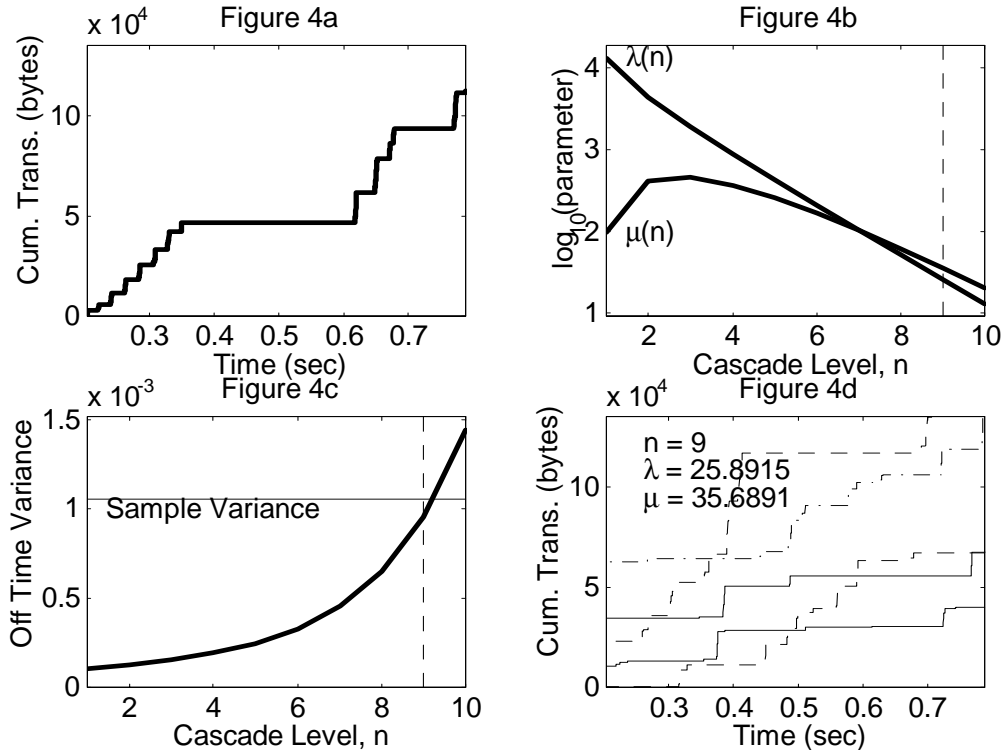 Figure 4a
x 10^4
Cum. Trans. (bytes)
10
5
0
0.3 0.4 0.5 0.6 0.7
Time (sec)
Figure 4b
log_10(parameter)
4
3
2
1
λ(n)
μ(n)
2 4 6 8 10
Cascade Level, n
Figure 4c
x 10^-3
Off Time Variance
1.5
1
0.5
0
Sample Variance
2 4 6 8 10
Cascade Level, n
Figure 4d
x 10^4
Cum. Trans. (bytes)
10
5
0
n = 9
λ = 25.8915
μ = 35.6891
0.3 0.4 0.5 0.6 0.7
Time (sec)